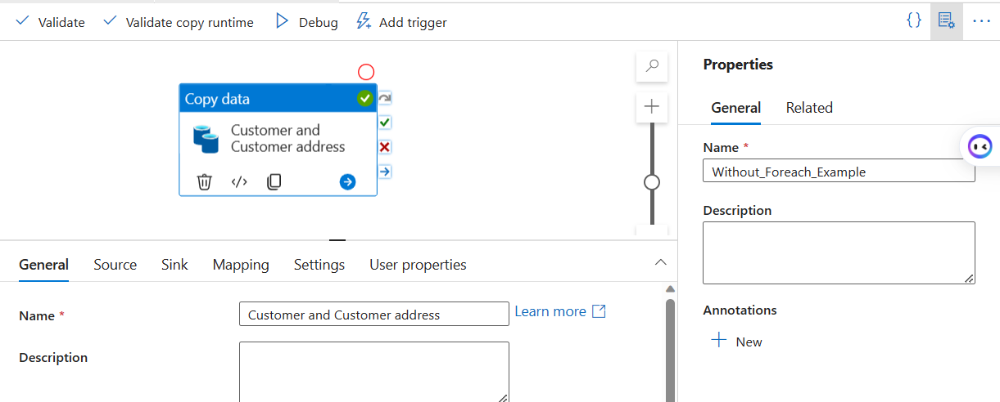 Validate
Validate copy runtime
Debug
Add trigger
{}
...
Copy data
Customer and
Customer address
</>
General
Source
Sink
Mapping
Settings
User properties
Name *
Customer and Customer address
Learn more
Description
Properties
General
Related
Name *
Without_Foreach_Example
Description
Annotations
New